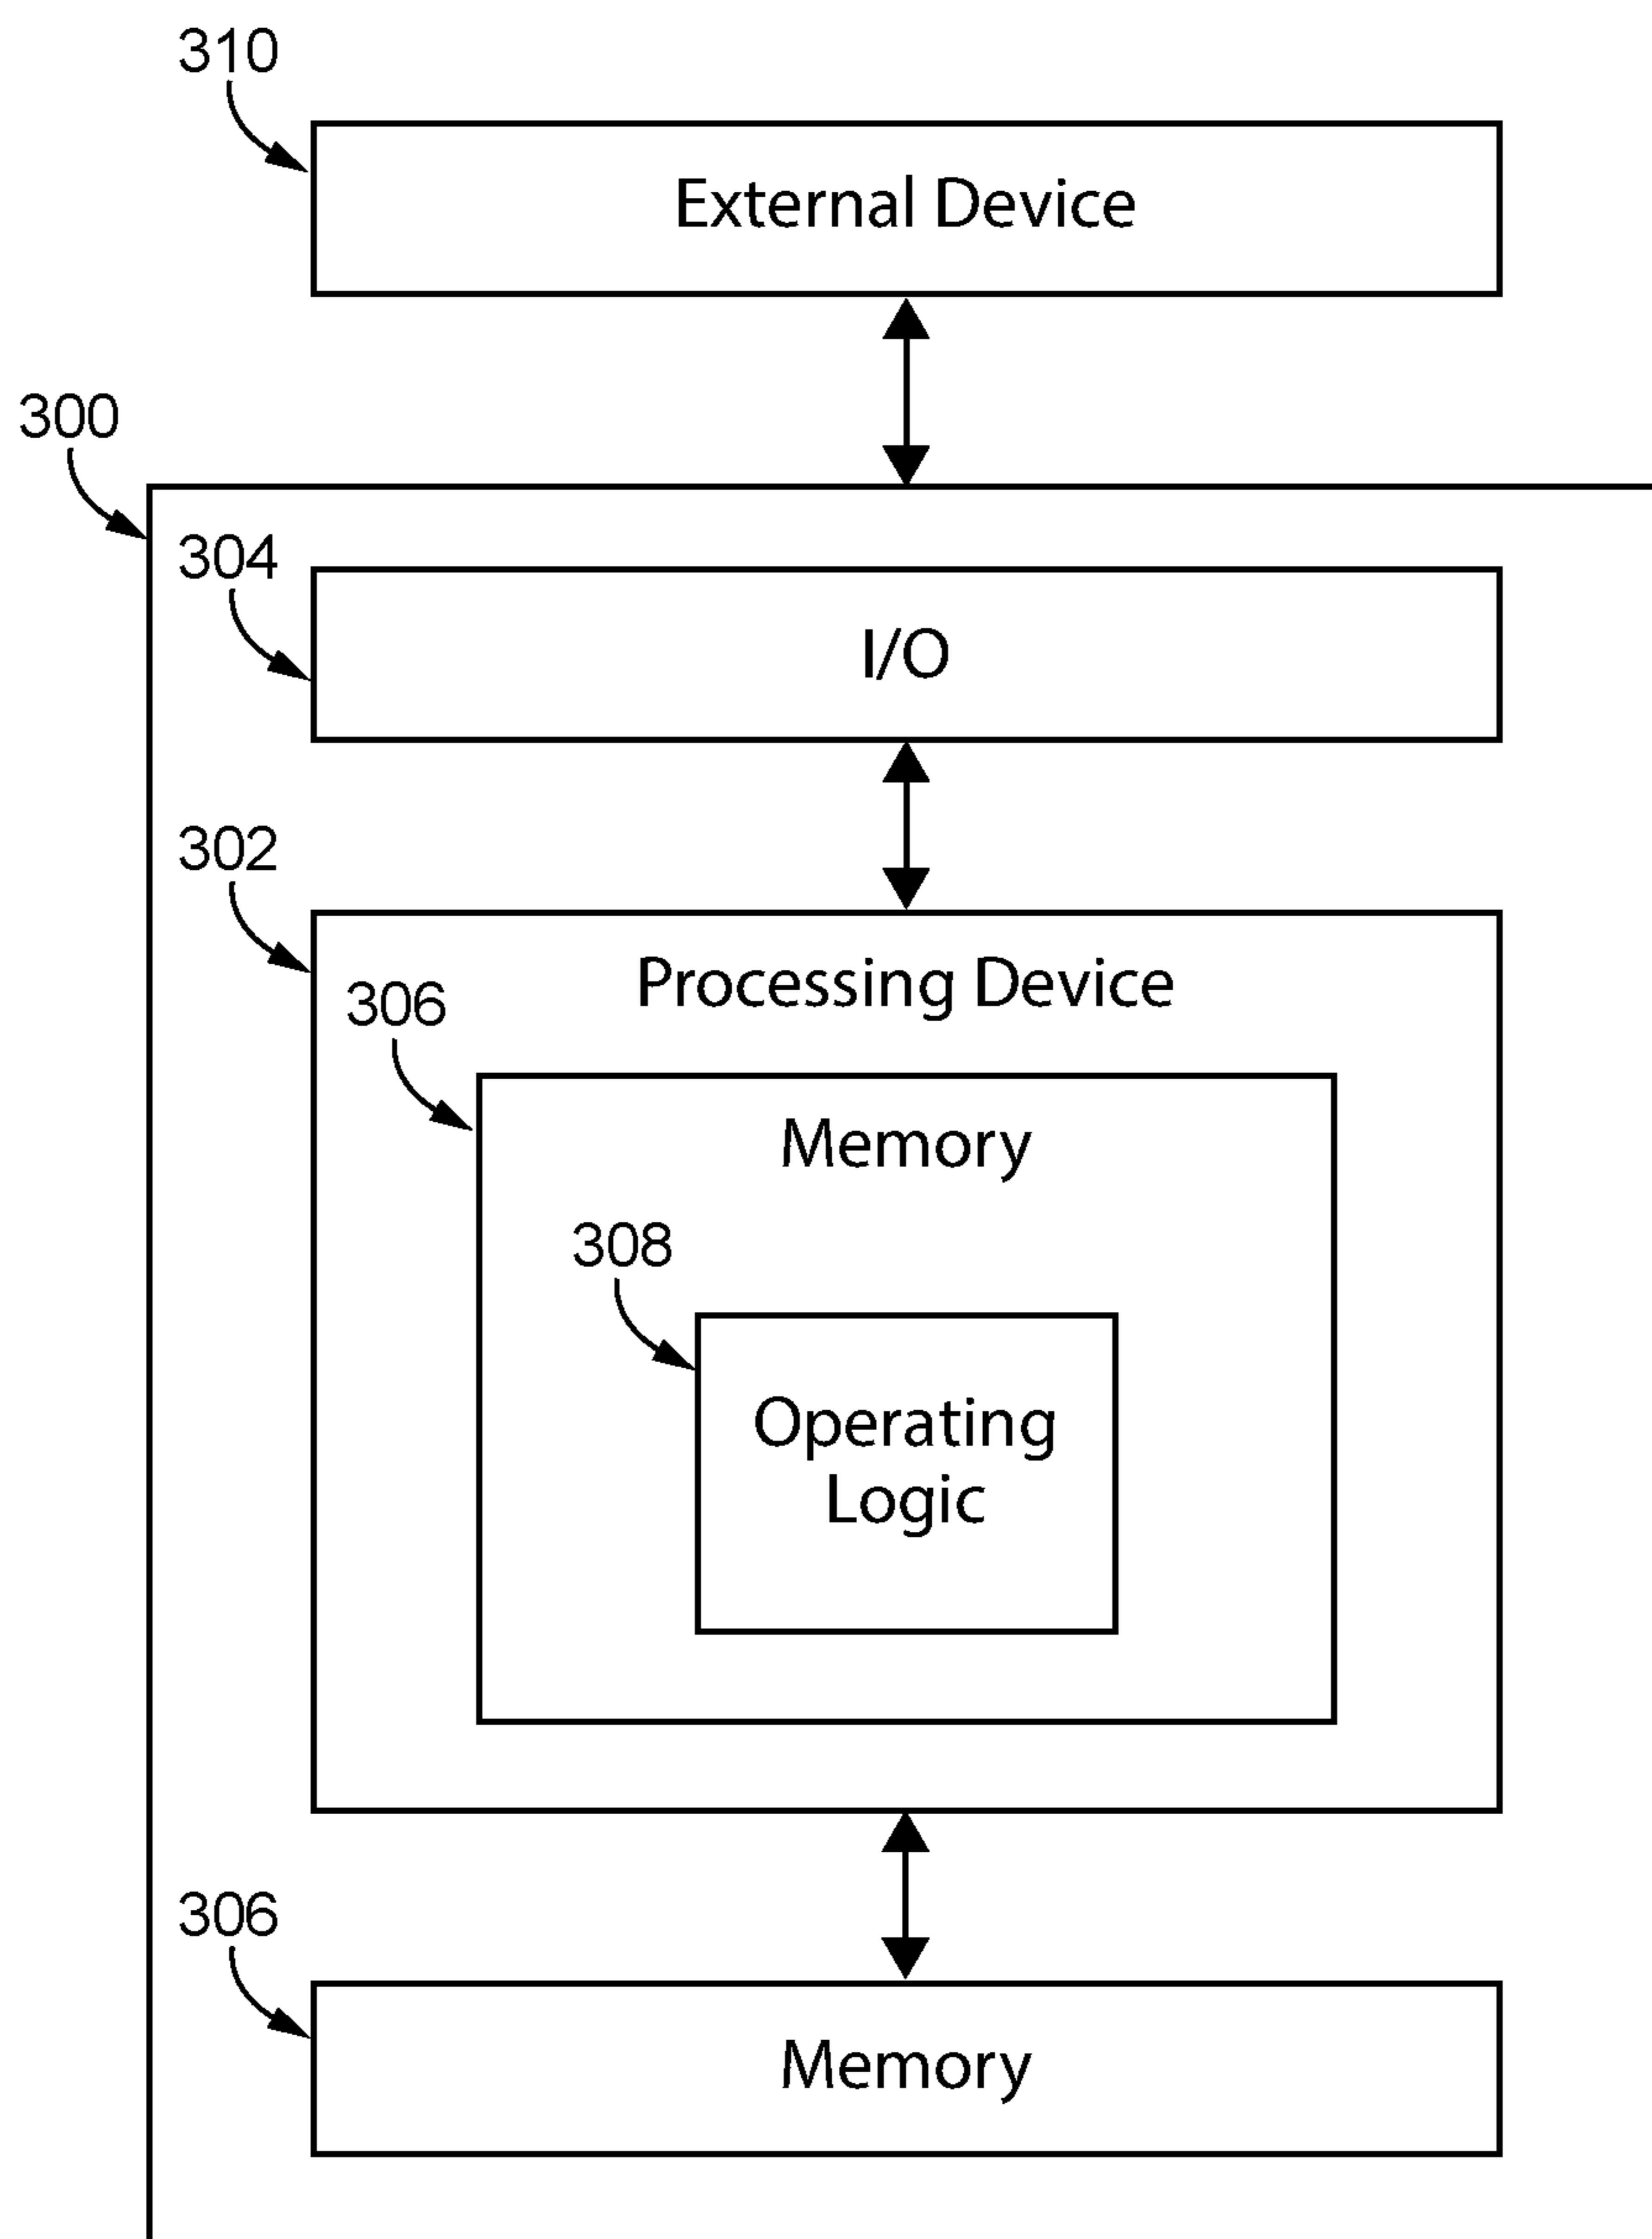 310
External Device
300
304
I/O
302
Processing Device
306
Memory
308
Operating
Logic
306
Memory